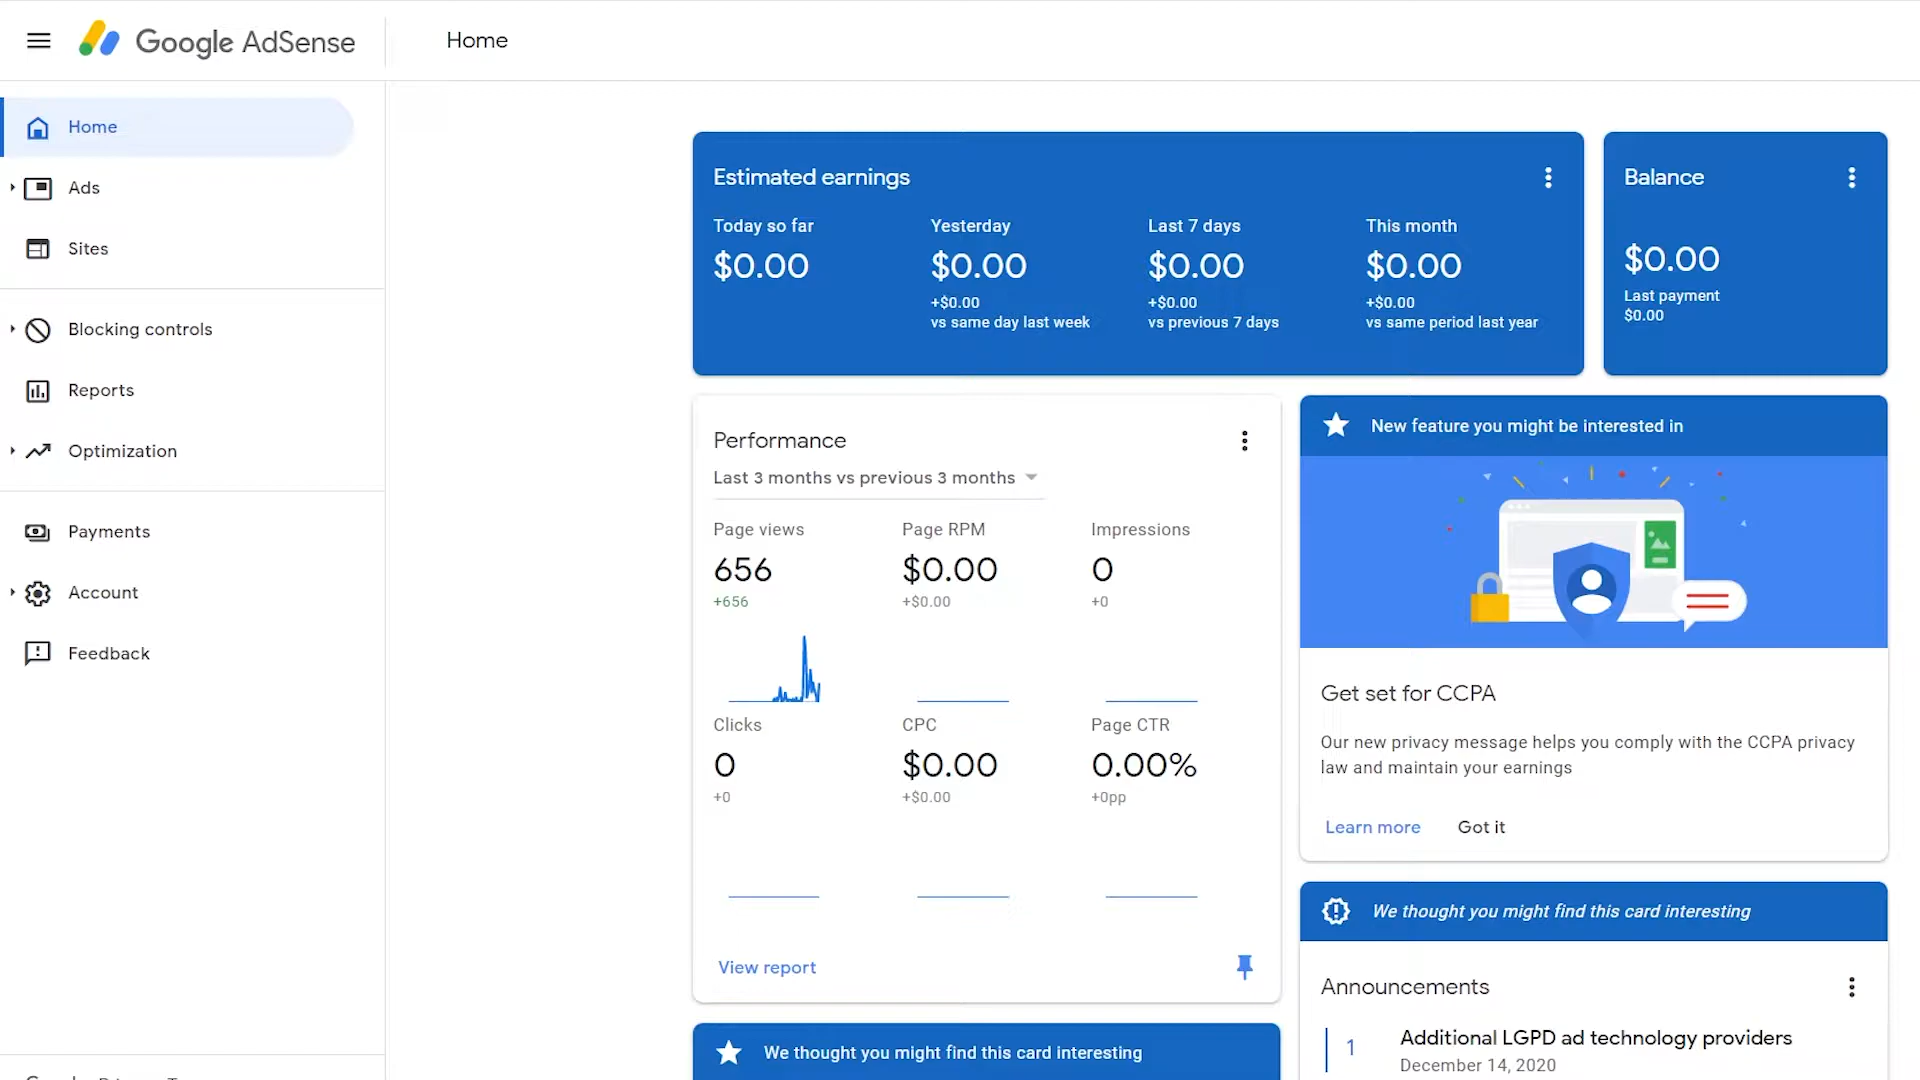 Google AdSense
Home
Home
Ads
Sites
Blocking controls
Reports
Optimization
Payments
Account
Feedback
Estimated earnings
Today so far
$0.00
Yesterday
$0.00
+$0.00
vs same day last week
Last 7 days
$0.00
+$0.00
vs previous 7 days
This month
$0.00
+$0.00
vs same period last year
Balance
$0.00
Last payment
$0.00
Performance
Last 3 months vs previous 3 months
Page views
656
+656
Page RPM
$0.00
+$0.00
Impressions
0
+0
Clicks
0
+0
CPC
$0.00
+$0.00
Page CTR
0.00%
+0pp
View report
We thought you might find this card interesting
New feature you might be interested in
Get set for CCPA
Our new privacy message helps you comply with the CCPA privacy
law and maintain your earnings
Learn more
Got it
We thought you might find this card interesting
Announcements
1
Additional LGPD ad technology providers
December 14, 2020